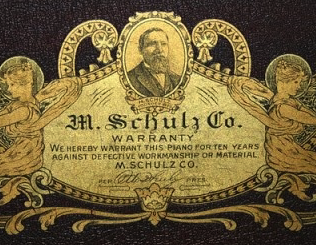 M. Schulz Co.
WARRANTY
WE HEREBY WARRANT THIS PIANO FOR TEN YEARS
AGAINST DEFECTIVE WORKMANSHIP OR MATERIAL.
M. SCHULZ CO.
PER PRES.